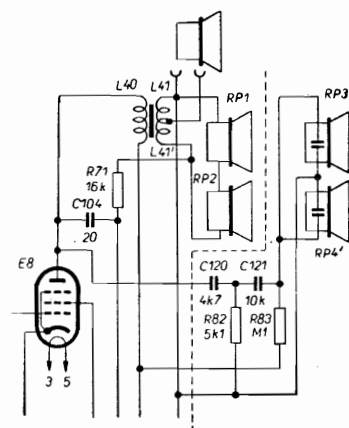 L40 L41 RP1 RP3
L41'
R71
16k
RP2
C104
20
RP4'
E8
C120 C121
4k7 10k
R82 R83
5k1 M1
3 5